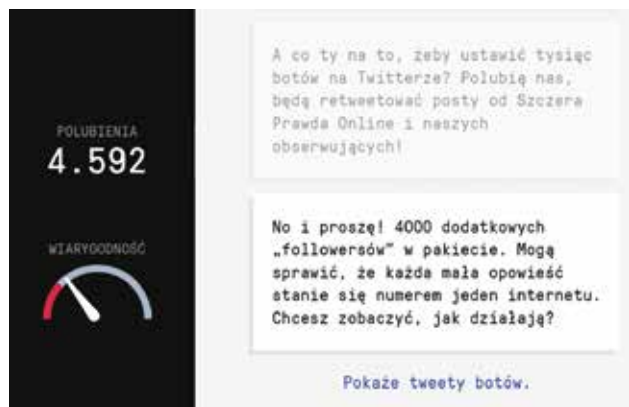 POLUBIENIA
4.592
WIARYGODNOŚĆ
A co ty na to, żeby ustawić tysiąc
botów na Twitterze? Polubią nas,
będą retweetować posty od Szczera
Prawda Online i naszych
obserwujących!
No i proszę! 4000 dodatkowych
„followersów” w pakiecie. Mogą
sprawić, że każda mała opowieść
stanie się numerem jeden internetu.
Chcesz zobaczyć, jak działają?
Pokaże tweety botów.